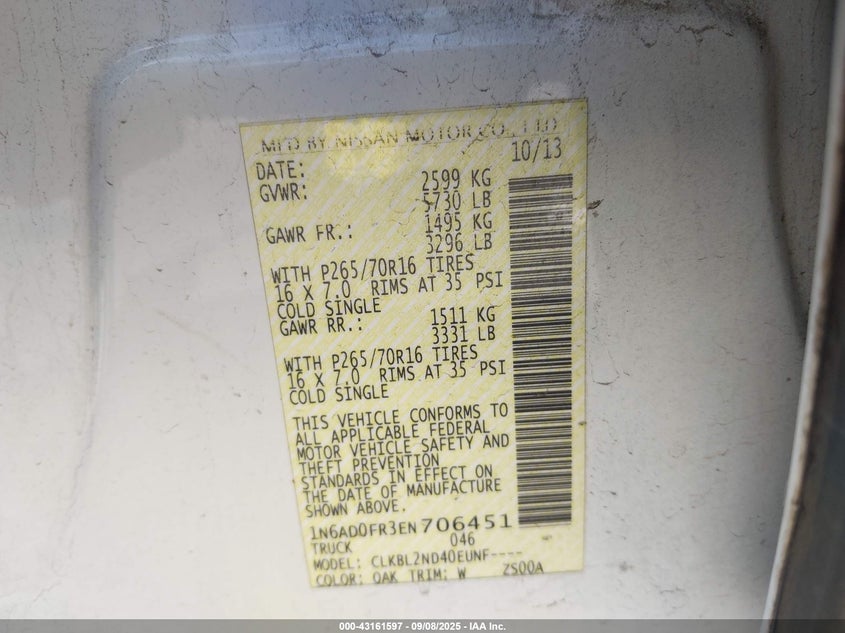 MFD BY NISSAN MOTOR CO., LTD
DATE: 10/13
GVWR: 2599 KG
5730 LB
GAWR FR.: 1495 KG
3296 LB
WITH P265/70R16 TIRES
16 X 7.0 RIMS AT 35 PSI
COLD SINGLE
GAWR RR.: 1511 KG
3331 LB
WITH P265/70R16 TIRES
16 X 7.0 RIMS AT 35 PSI
COLD SINGLE
THIS VEHICLE CONFORMS TO
ALL APPLICABLE FEDERAL
MOTOR VEHICLE SAFETY AND
THEFT PREVENTION
STANDARDS IN EFFECT ON
THE DATE OF MANUFACTURE
SHOWN ABOVE.
1N6AD0FR3EN706451
TRUCK 046
MODEL: CLKBL2ND40EUNF----
COLOR: QAK TRIM: W ZS00A
000-43161597 - 09/08/2025 - IAA Inc.